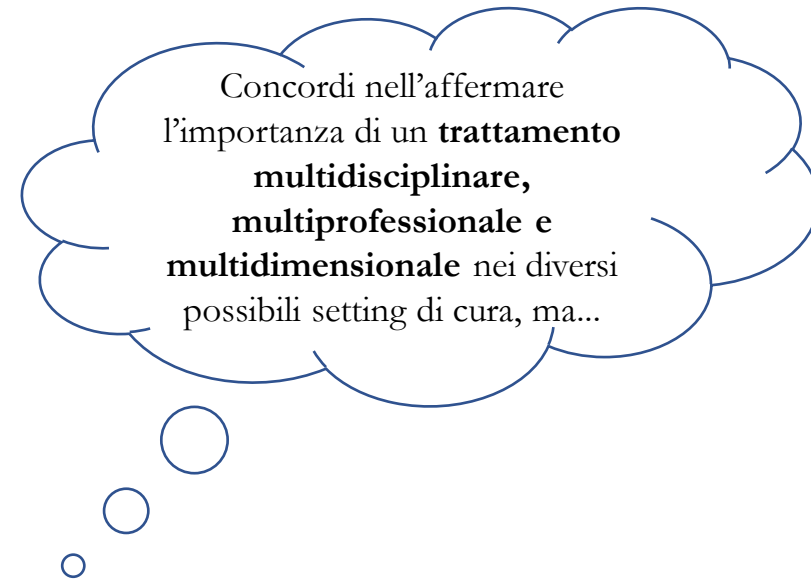 Concordi nell’affermare
l’importanza di un trattamento
multidisciplinare,
multiprofessionale e
multidimensionale nei diversi
possibili setting di cura, ma...